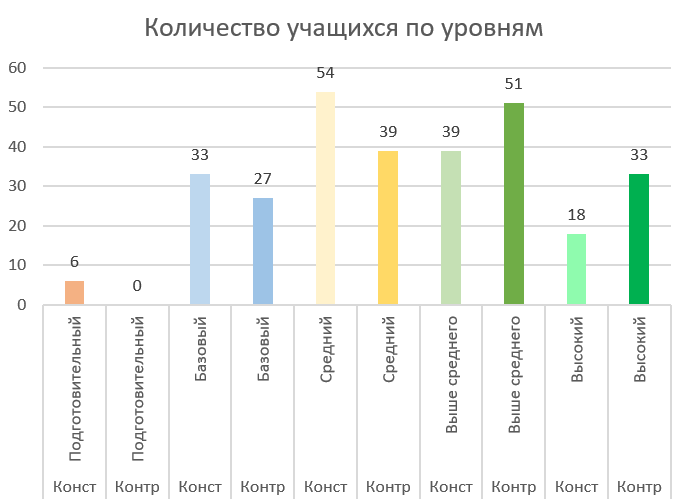 Количество учащихся по уровням
60
50
40
30
20
10
0
6
0
33
27
54
39
39
51
18
33
Подготовительный
Подготовительный
Базовый
Базовый
Средний
Средний
Выше среднего
Выше среднего
Высокий
Высокий
Конст Контр Конст Контр Конст Контр Конст Контр Конст Контр